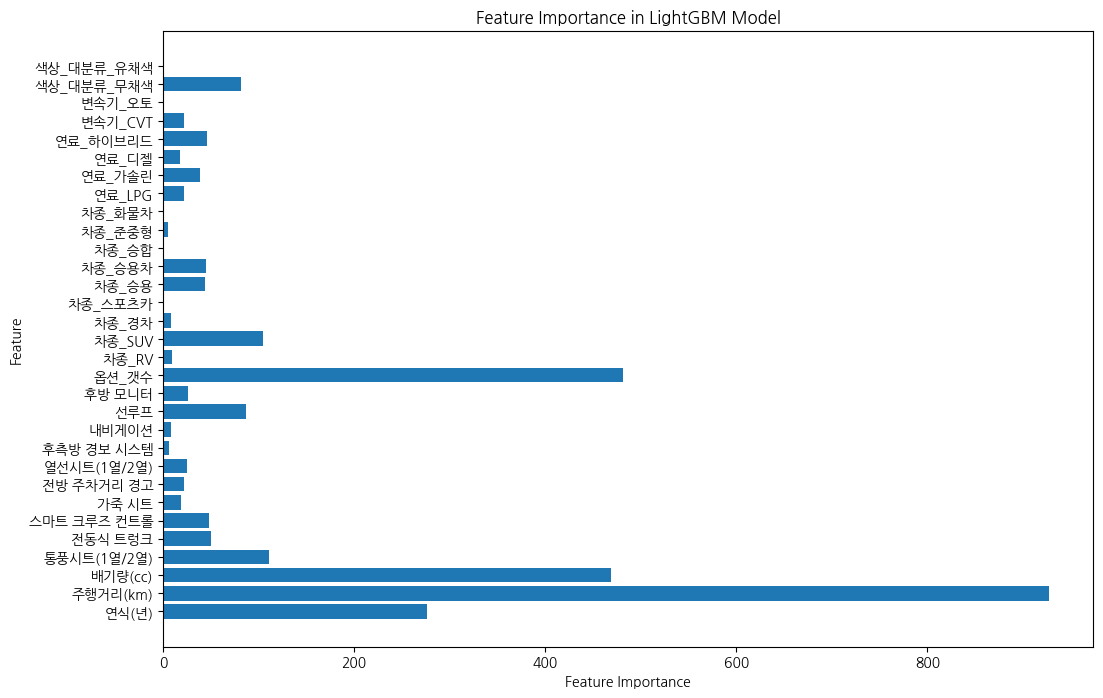 Feature Importance in LightGBM Model
색상_대분류_유채색
색상_대분류_무채색
변속기_오토
변속기_CVT
연료_하이브리드
연료_디젤
연료_가솔린
연료_LPG
차종_화물차
차종_준중형
차종_승합
차종_승용차
차종_승용
차종_스포츠카
차종_경차
차종_SUV
차종_RV
옵션_갯수
후방 모니터
선루프
내비게이션
후측방 경보 시스템
열선시트(1열/2열)
전방 주차거리 경고
가죽 시트
스마트 크루즈 컨트롤
전동식 트렁크
통풍시트(1열/2열)
배기량(cc)
주행거리(km)
연식(년)
Feature
0 200 400 600 800
Feature Importance